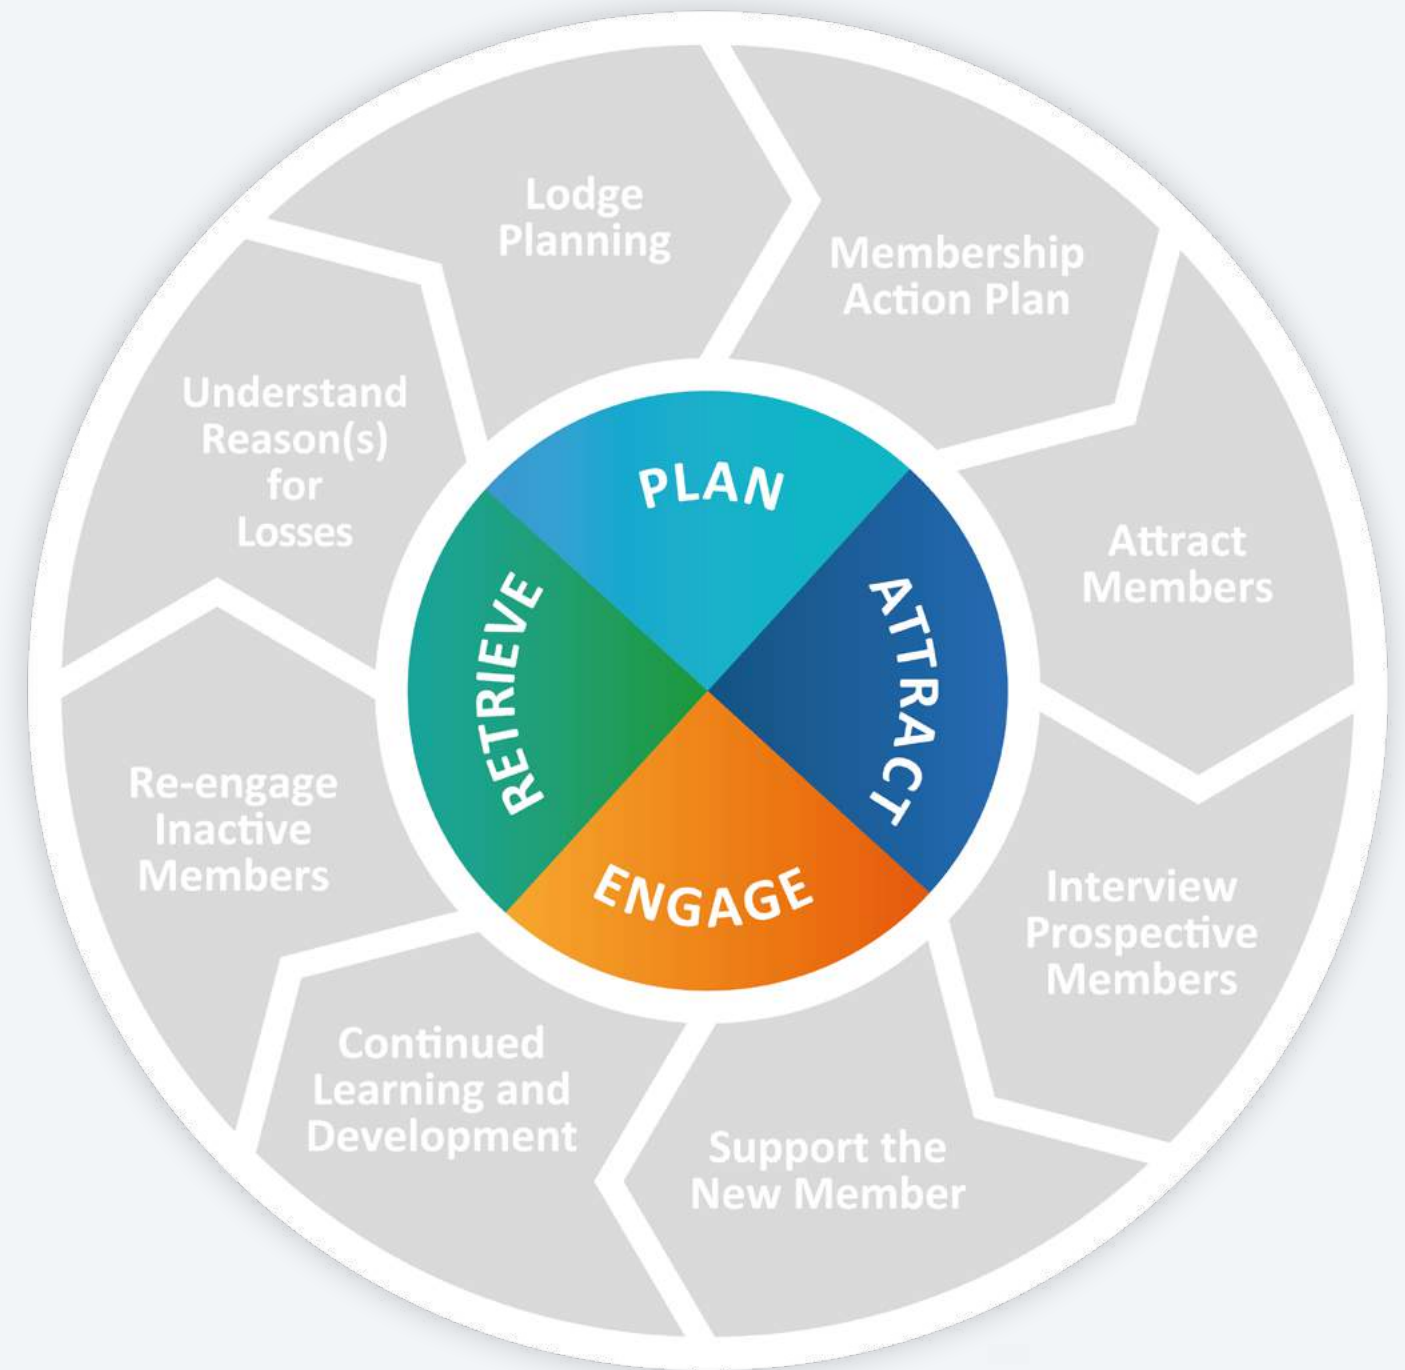 Lodge
Planning
Membership
Action Plan
Attract
Members
Interview
Prospective
Members
Support the
New Member
Continued
Learning and
Development
Re-engage
Inactive
Members
Understand
Reason(s)
for
Losses
PLAN
ATTRACT
ENGAGE
RETRIEVE